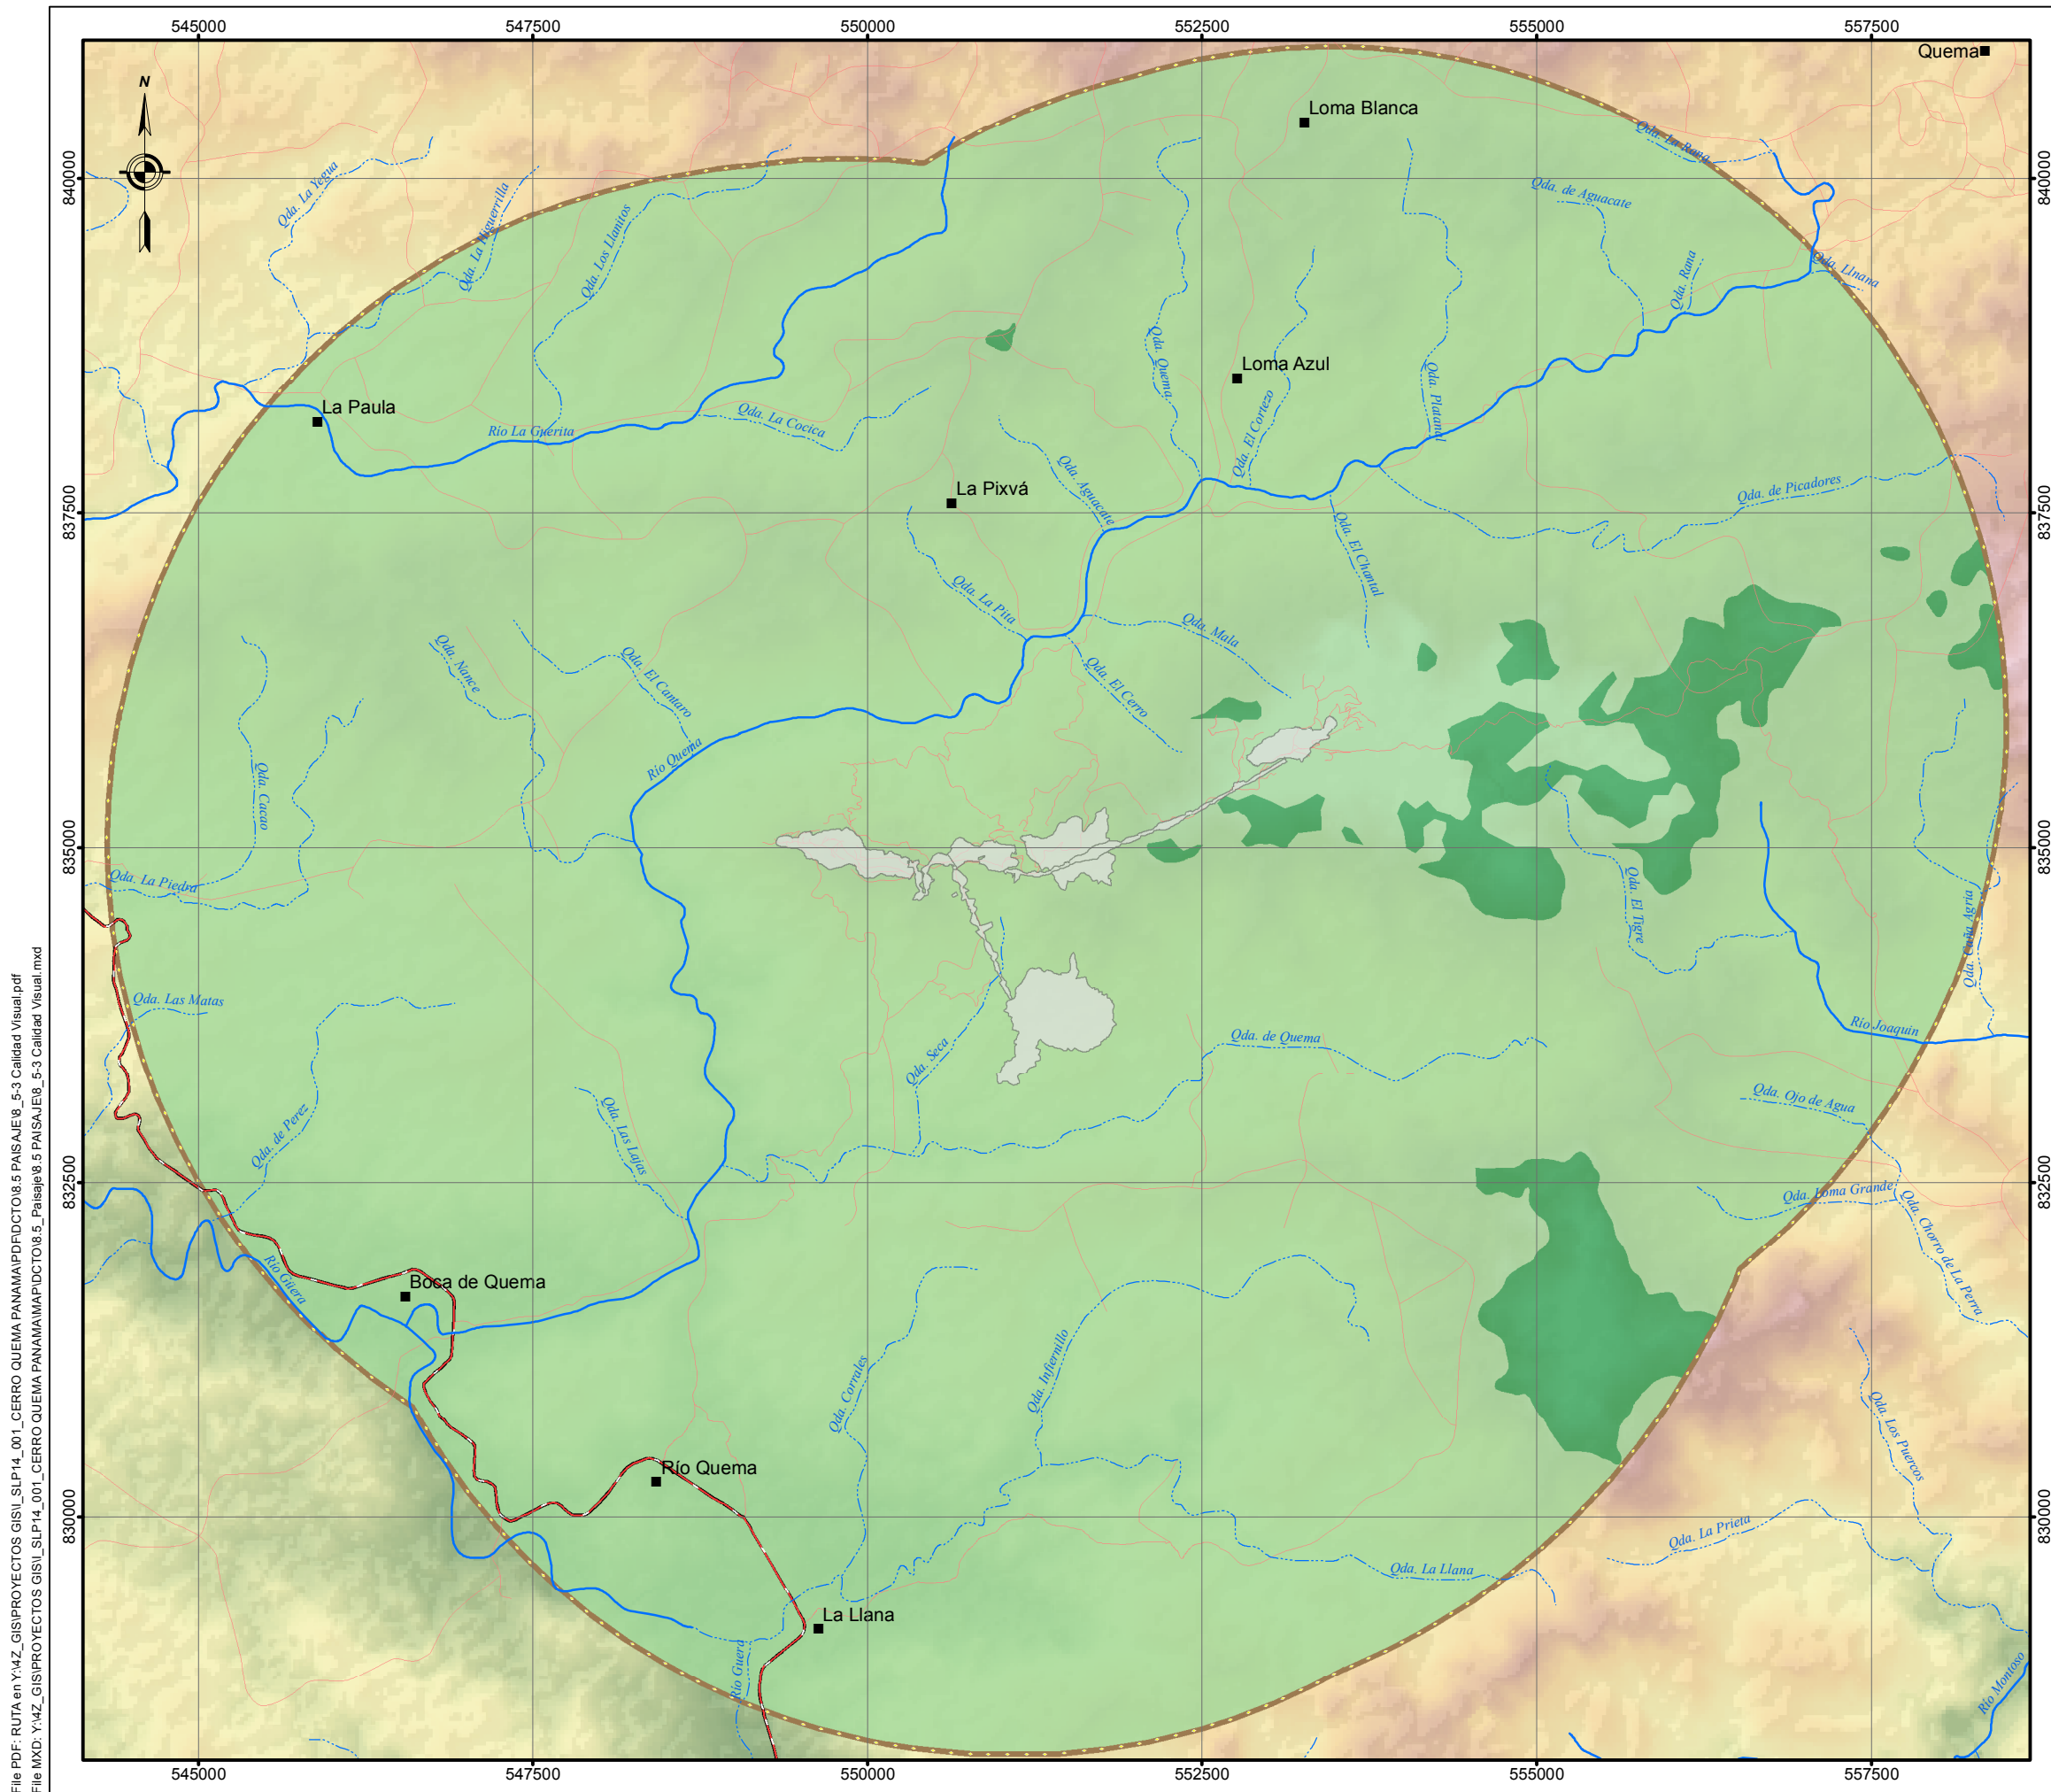 545000 547500 550000 552500 555000 557500
Quema
Loma Blanca
N
Qda. La Rana
840000
840000
Qda. La Yegua
Qda. La Higuerrilla
Qda. Los Llamitos
Qda. de Aguacate
Qda. Rana
Qda. Llnana
Qda. Quema
Loma Azul
Qda. Platanal
Qda. El Cortezo
La Paula
Río La Guerita
Qda. La Cocica
Qda. Aguacate
La Pixvá
Qda. de Picadores
837500
837500
Qda. El Chantal
Qda. La Pita
Qda. Mala
Qda. Nance
Qda. El Cantaro
Qda. El Cerro
Río Quema
Qda. Cacao
835000
835000
Qda. La Piedra
Qda. El Tigre
Qda. Caña Agria
Qda. Las Matas
Río Joaquin
Qda. de Quema
Qda. Seca
Qda. Ojo de Agua
Qda. de Perez
Qda. Las Lajas
832500
832500
Qda. Loma Grande
Qda. Chorro de La Perra
Río Güera
Boca de Quema
Qda. Corrales
Qda. Infiernillo
Qda. Los Puercos
Río Quema
830000
830000
Qda. La Prieta
Qda. La Llana
La Llana
Río Guera
Río Montoso
545000 547500 550000 552500 555000 557500
File PDF: RUTA en Y:\4Z_GIS\PROYECTOS GIS\I_SLP14_001_CERRO QUEMA PANAMA\PDF\DCTO\8.5 PAISAJE\8_5-3 Calidad Visual.pdf
File MXD: Y:\4Z_GIS\PROYECTOS GIS\I_SLP14_001_CERRO QUEMA PANAMA\MAP\DCTO\8.5_Paisaje\8.5 PAISAJE\8_5-3 Calidad Visual.mxd